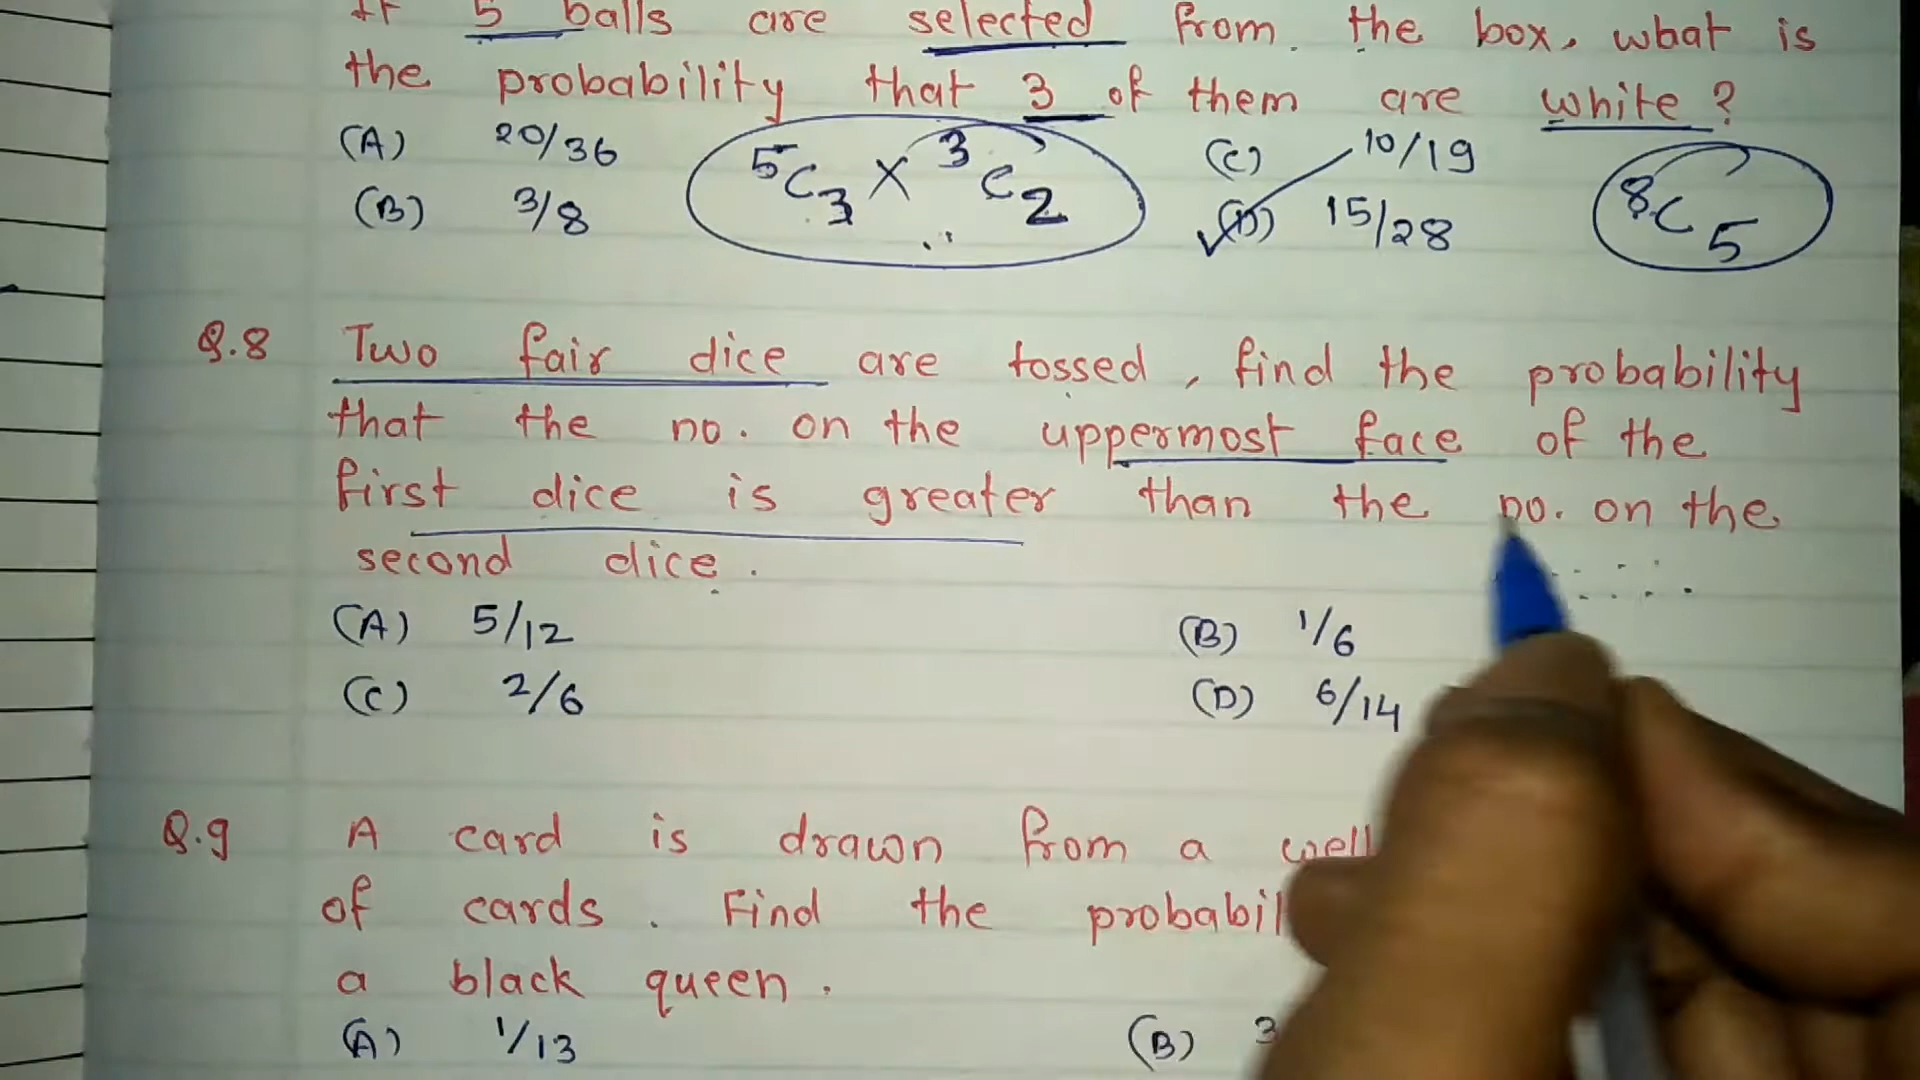 If 5 balls are selected from the box, what is
the probability that 3 of them are white ?
(A) 20/36 (C) 10/19
(B) 3/8 (D) 15/28
5C3 X 3C2
8C5
Q.8 Two fair dice are tossed, find the probability
that the no. on the uppermost face of the
first dice is greater than the no. on the
second dice.
(A) 5/12 (B) 1/6
(C) 2/6 (D) 6/14
Q.9 A card is drawn from a well
of cards. Find the probabil
a black queen.
(A) 1/13 (B) 3